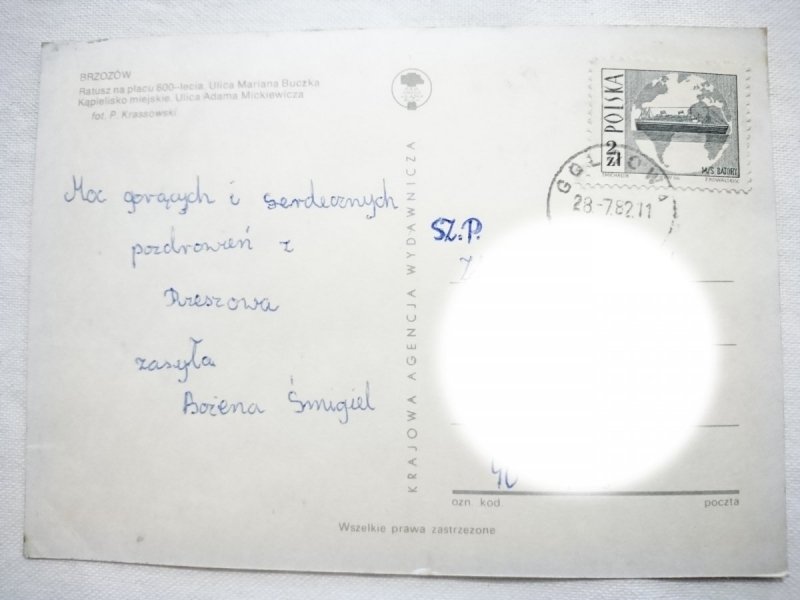 BRZOZÓW
Ratusz na placu 600-lecia. Ulica Mariana Buczka
Kąpielisko miejskie. Ulica Adama Mickiewicza
fot. P. Krassowski
Moc gorących i serdecznych
pozdrowień z
Rzeszowa
zasyła
Bożena Śmigiel
KRAJOWA AGENCJA WYDAWNICZA
POLSKA
2 zł
M/S BATORY
28.-7.82.11
SZ.P.
ozn. kod. poczta
Wszelkie prawa zastrzeżone